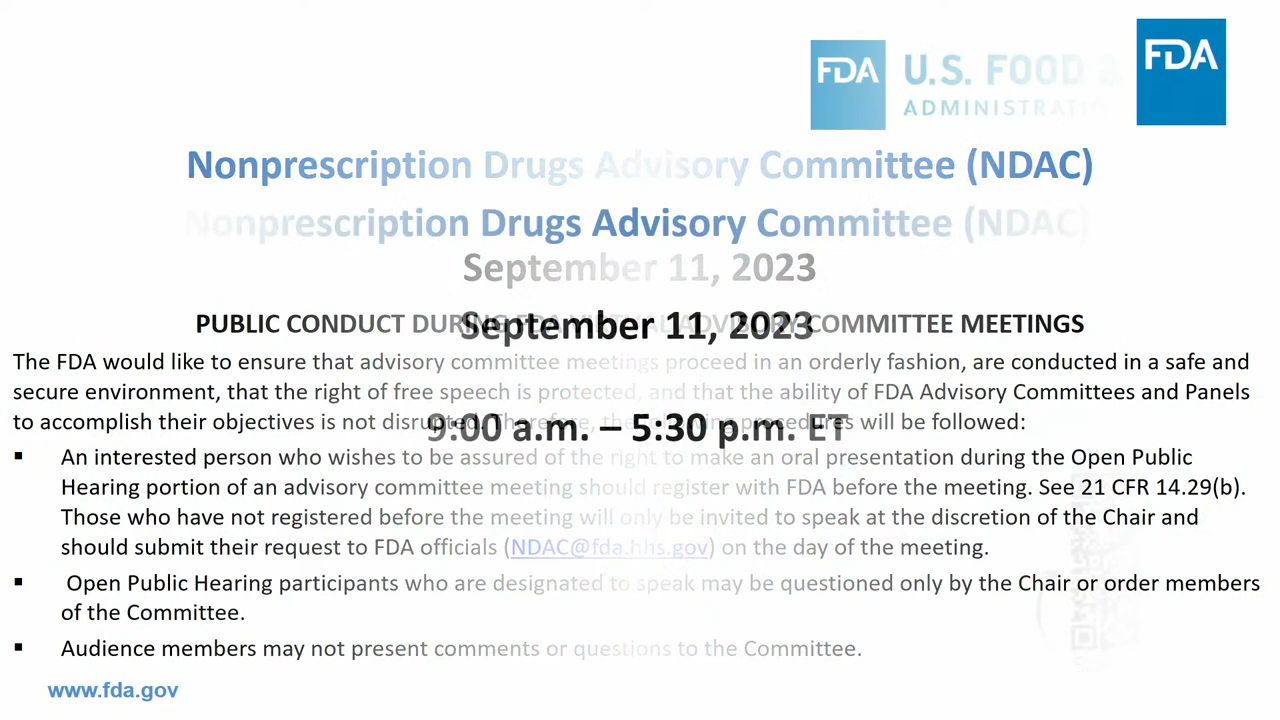 FDA U.S. FOOD & FDA
ADMINISTRATION
Nonprescription Drugs Advisory Committee (NDAC)
Nonprescription Drugs Advisory Committee (NDAC)
September 11, 2023
PUBLIC CONDUCT DURING FDA VIRTUAL ADVISORY COMMITTEE MEETINGS
September 11, 2023
The FDA would like to ensure that advisory committee meetings proceed in an orderly fashion, are conducted in a safe and
secure environment, that the right of free speech is protected, and that the ability of FDA Advisory Committees and Panels
to accomplish their objectives is not disrupted. Therefore, the following procedures will be followed:
9:00 a.m. – 5:30 p.m. ET
▪ An interested person who wishes to be assured of the right to make an oral presentation during the Open Public
Hearing portion of an advisory committee meeting should register with FDA before the meeting. See 21 CFR 14.29(b).
Those who have not registered before the meeting will only be invited to speak at the discretion of the Chair and
should submit their request to FDA officials (NDAC@fda.hhs.gov) on the day of the meeting.
▪ Open Public Hearing participants who are designated to speak may be questioned only by the Chair or order members
of the Committee.
▪ Audience members may not present comments or questions to the Committee.
www.fda.gov